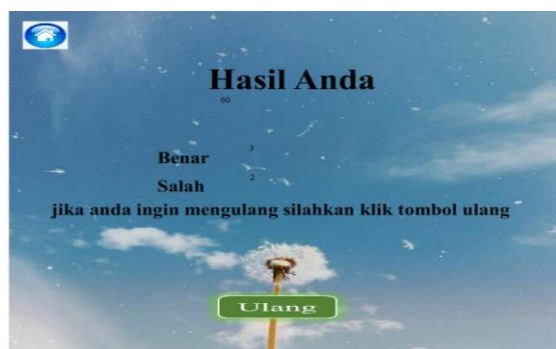 Hasil Anda
60
Benar 3
Salah 2
jika anda ingin mengulang silahkan klik tombol ulang
Ulang